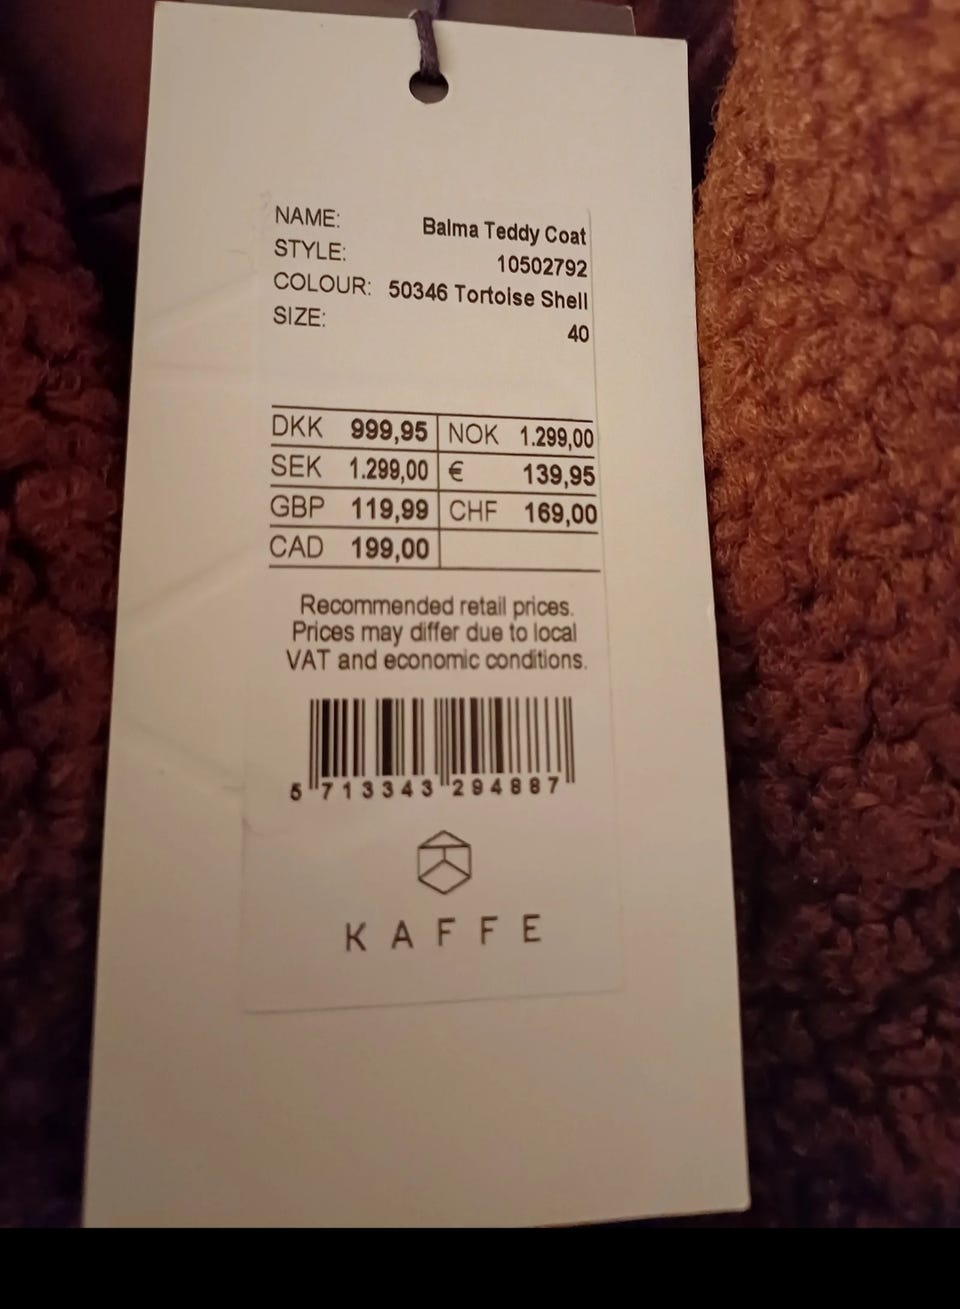 NAME: Balma Teddy Coat
STYLE: 10502792
COLOUR: 50346 Tortoise Shell
SIZE: 40
DKK 999,95 NOK 1.299,00
SEK 1.299,00 € 139,95
GBP 119,99 CHF 169,00
CAD 199,00
Recommended retail prices.
Prices may differ due to local
VAT and economic conditions.
5 713343 294887
KAFFE